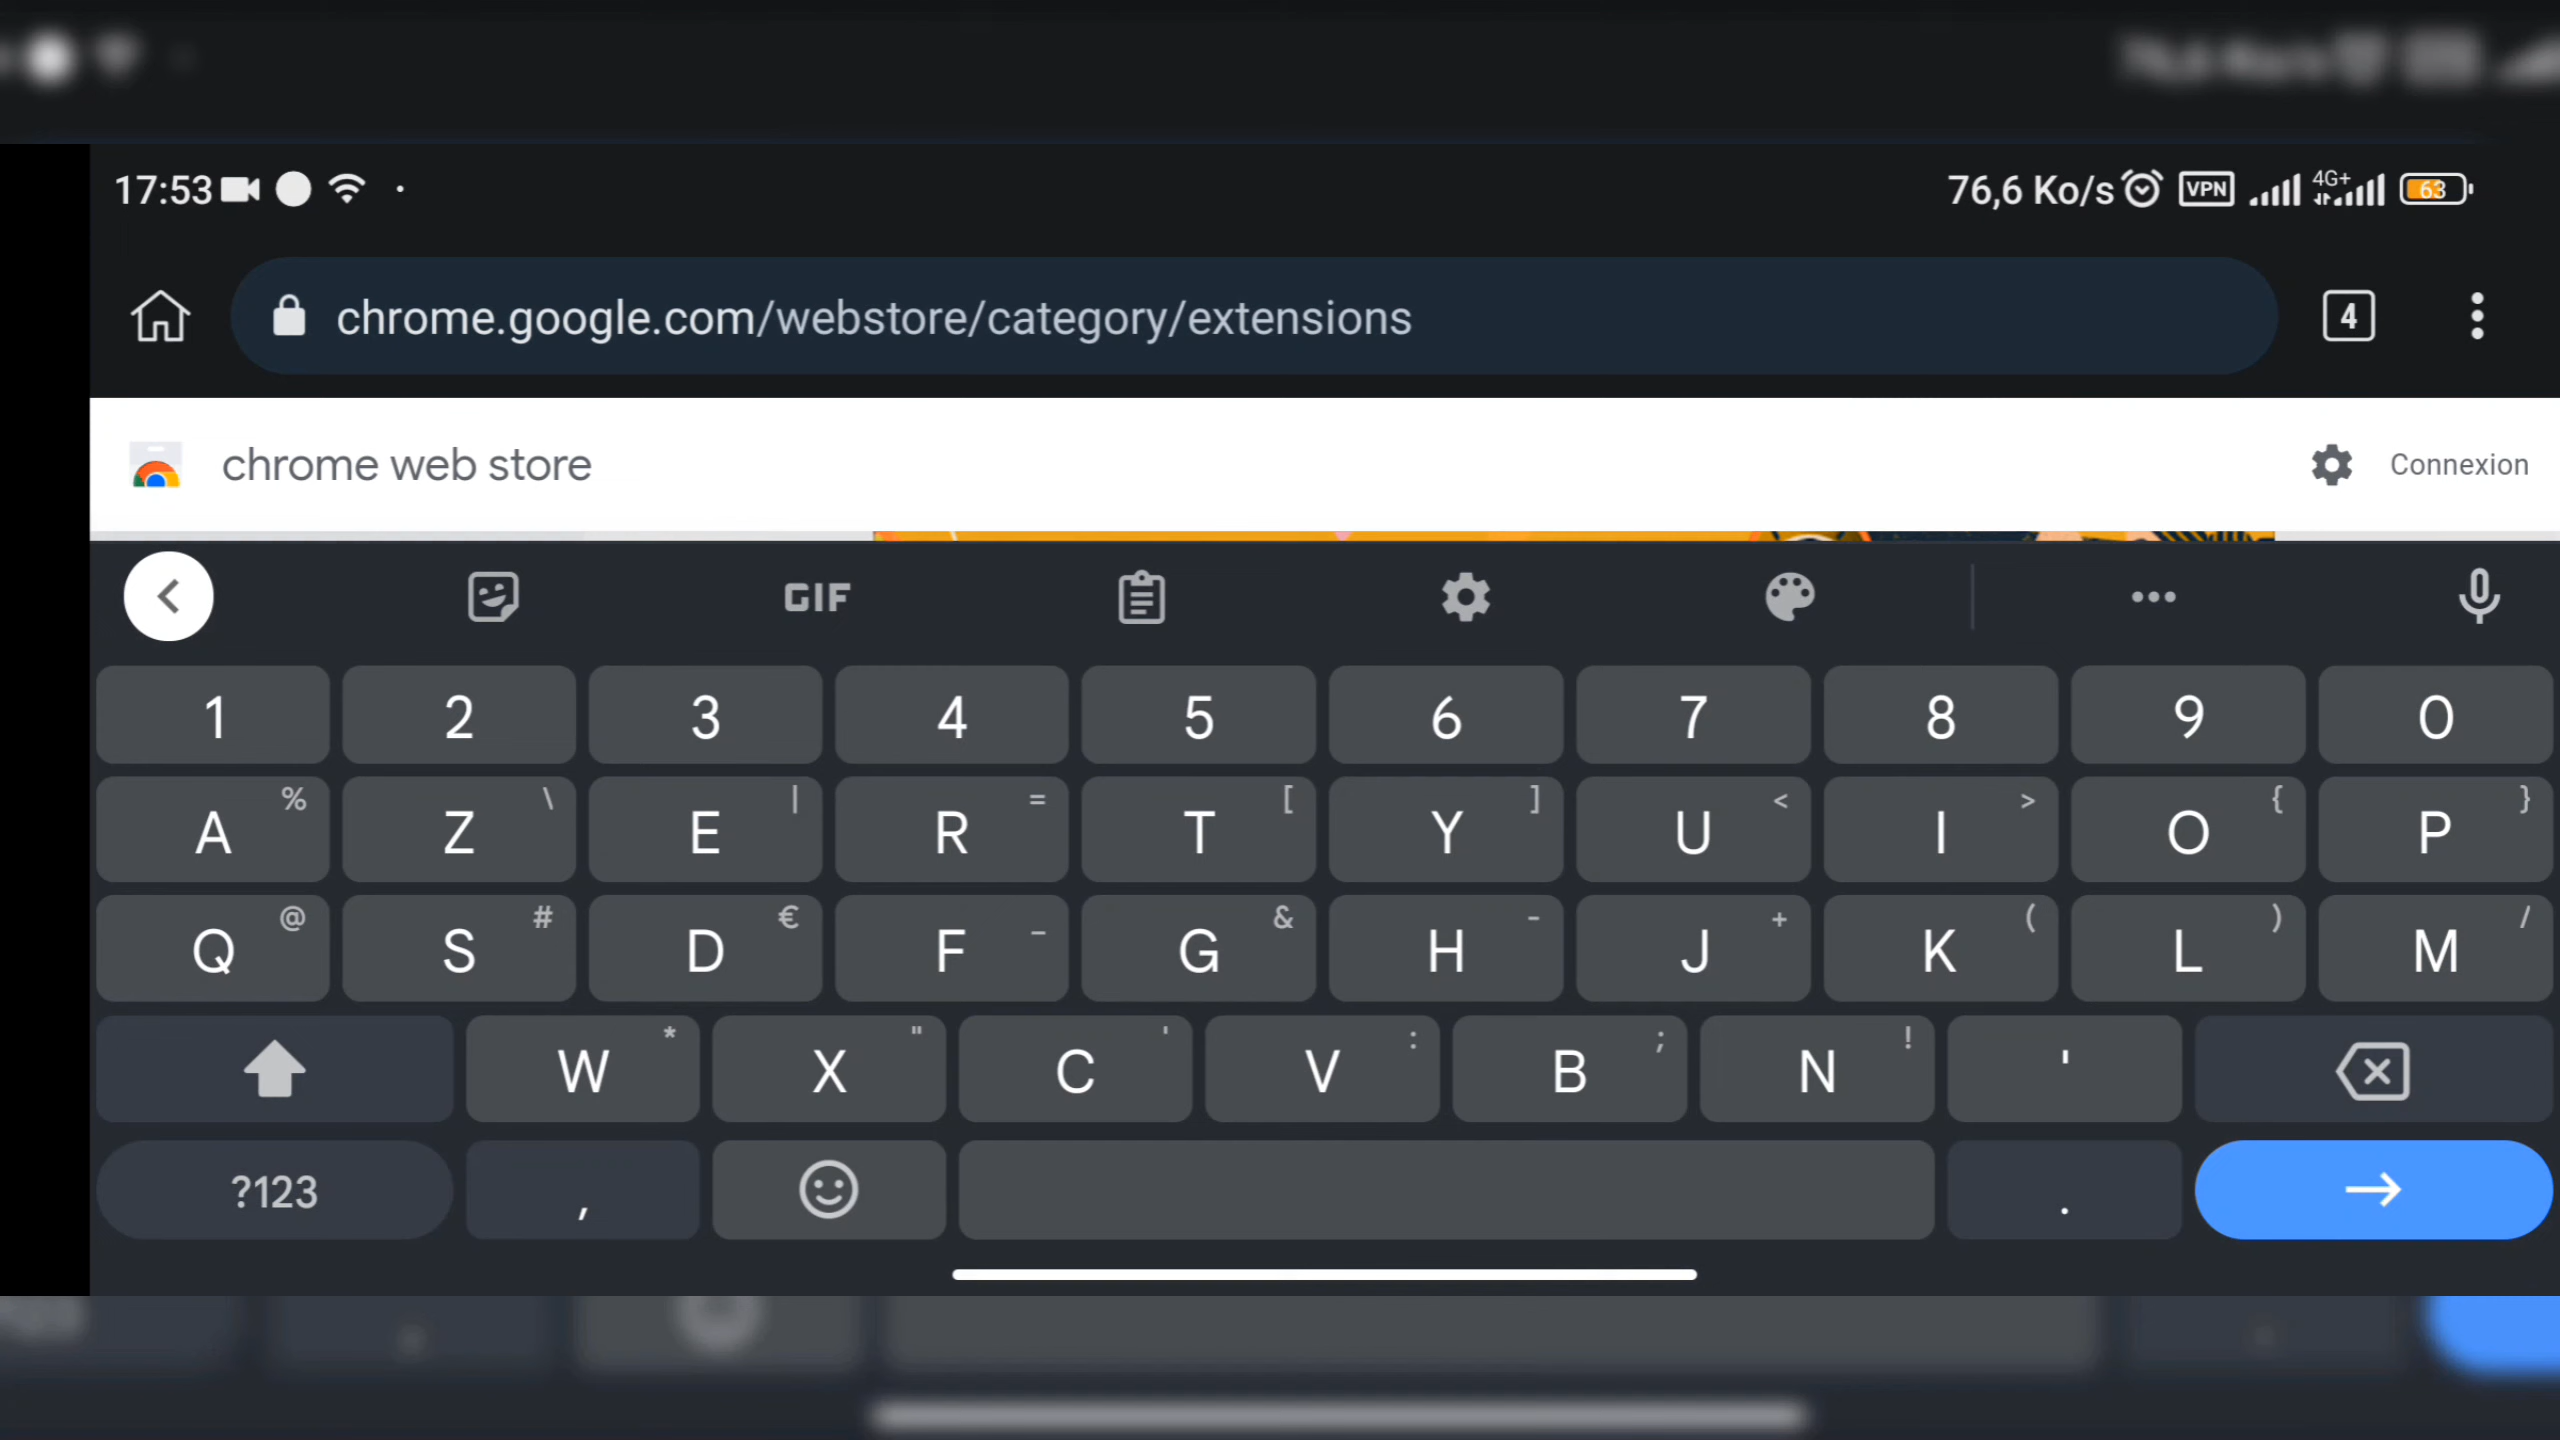 17:53
76,6 Ko/s VPN 4G+ 63
chrome.google.com/webstore/category/extensions
4
chrome web store
Connexion
GIF
1 2 3 4 5 6 7 8 9 0
% \ | = [ ] < > { }
A Z E R T Y U I O P
@ # € _ & - + ( ) /
Q S D F G H J K L M
* " ' : ; !
W X C V B N '
?123 , .